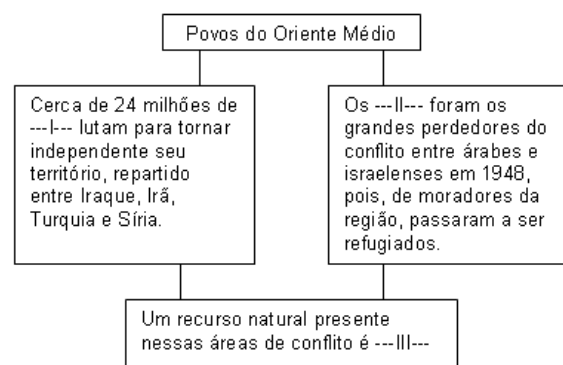 Povos do Oriente Médio
Cerca de 24 milhões de
---I--- lutam para tornar
independente seu
território, repartido
entre Iraque, Irã,
Turquia e Síria.
Os ---II--- foram os
grandes perdedores do
conflito entre árabes e
israelenses em 1948,
pois, de moradores da
região, passaram a ser
refugiados.
Um recurso natural presente
nessas áreas de conflito é ---III---